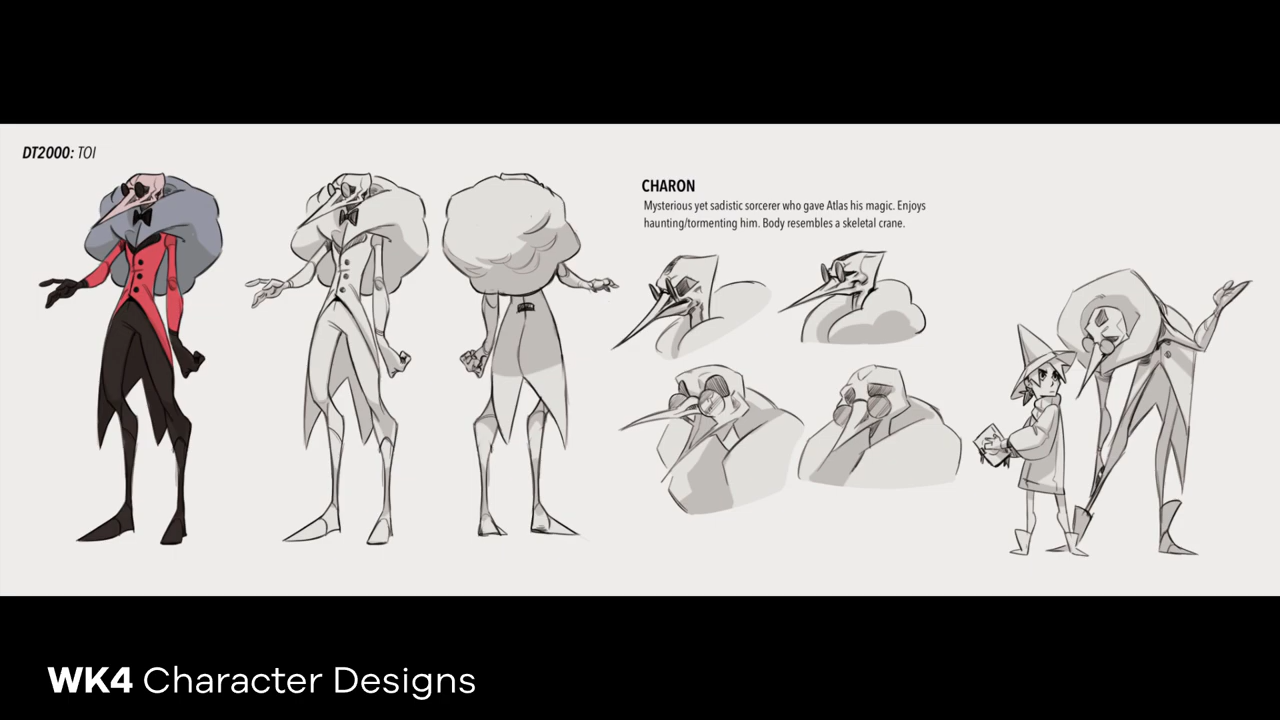 DT2000: TOI
CHARON
Mysterious yet sadistic sorcerer who gave Atlas his magic. Enjoys
haunting/tormenting him. Body resembles a skeletal crane.
WK4 Character Designs